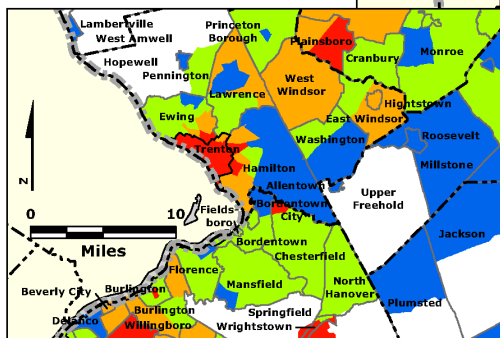 Lambertville
West Amwell
Princeton
Borough
Plainsboro
Monroe
Hopewell
Pennington
Cranbury
West
Windsor
Lawrence
Hightstown
Ewing
East Windsor
Washington
Roosevelt
Trenton
Millstone
Hamilton
Allentown
Upper
Freehold
N
Fields-
boro
Bordentown
City
0 10
Miles
Jackson
Bordentown
Chesterfield
Florence
Mansfield
North
Hanover
Beverly City
Burlington
Plumsted
Burlington
Springfield
Delanco
Willingboro
Wrightstown